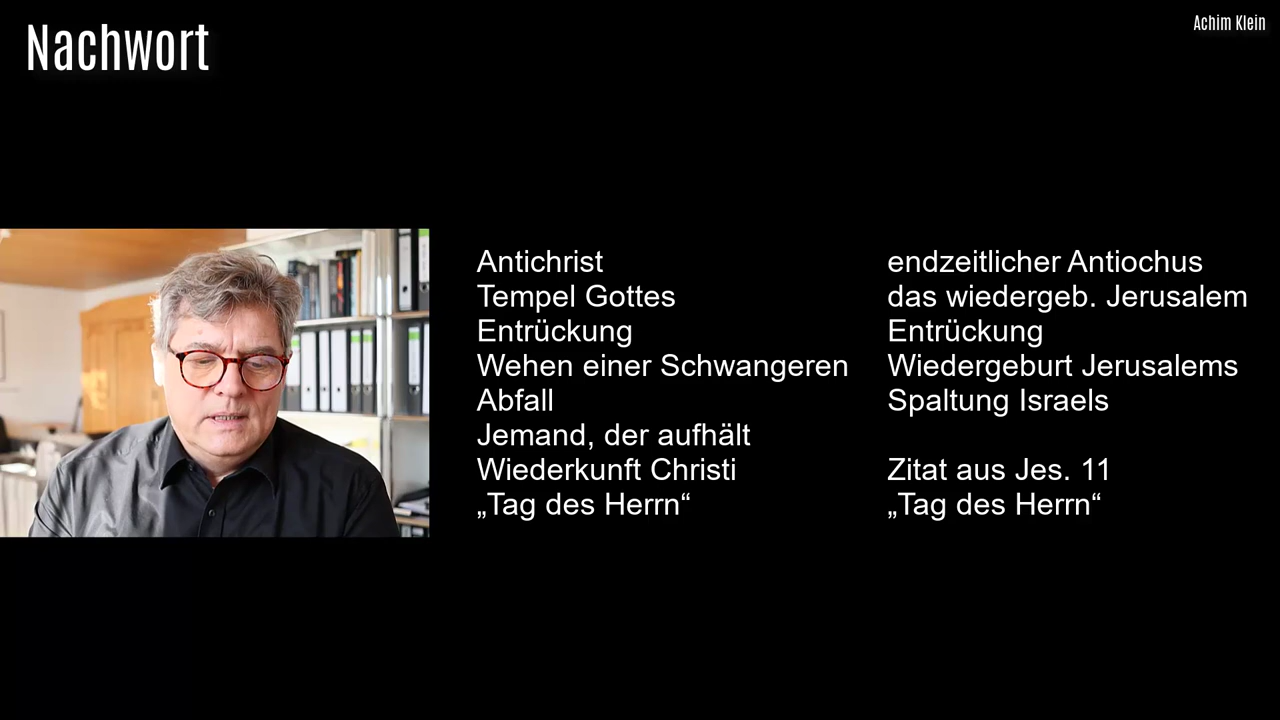 Nachwort
Achim Klein
Antichrist
Tempel Gottes
Entrückung
Wehen einer Schwangeren
Abfall
Jemand, der aufhält
Wiederkunft Christi
„Tag des Herrn“
endzeitlicher Antiochus
das wiedergeb. Jerusalem
Entrückung
Wiedergeburt Jerusalems
Spaltung Israels
Zitat aus Jes. 11
„Tag des Herrn“